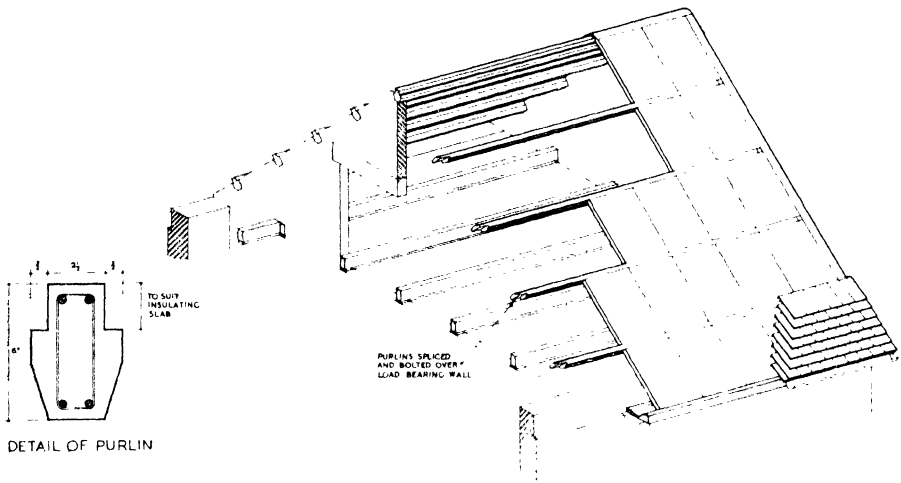 2½
TO SUIT
INSULATING
SLAB
6"
PURLINS SPLICED
AND BOLTED OVER
LOAD BEARING WALL
DETAIL OF PURLIN